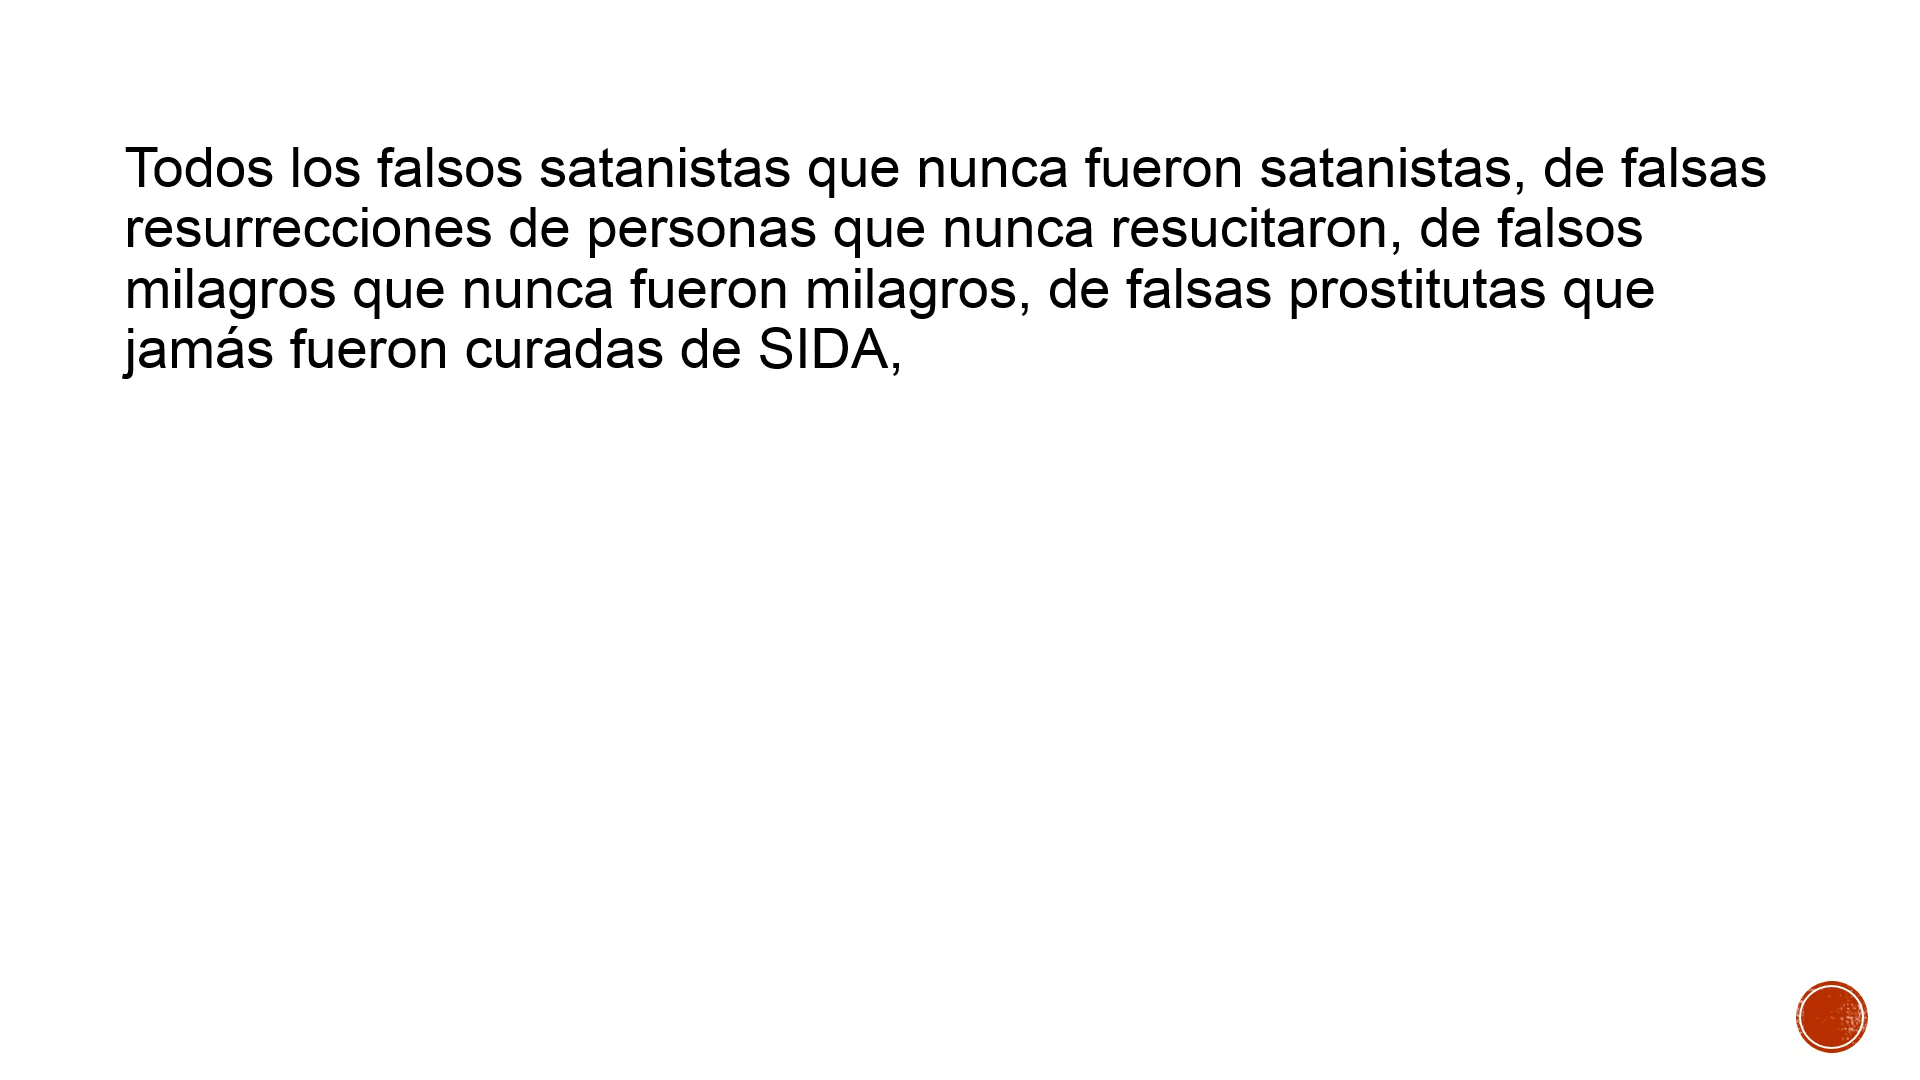 Todos los falsos satanistas que nunca fueron satanistas, de falsas
resurrecciones de personas que nunca resucitaron, de falsos
milagros que nunca fueron milagros, de falsas prostitutas que
jamás fueron curadas de SIDA,